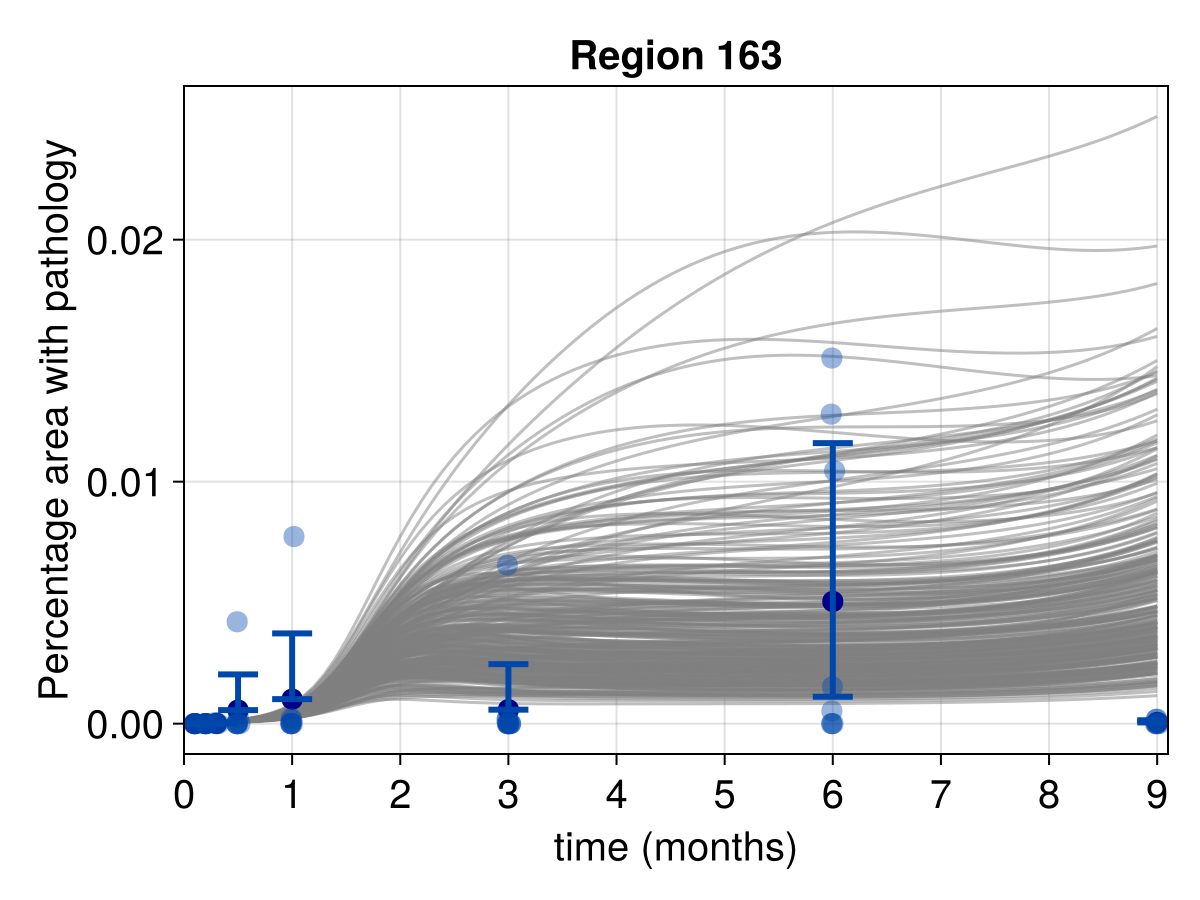 Region 163
Percentage area with pathology
0.02
0.01
0.00
0 1 2 3 4 5 6 7 8 9
time (months)